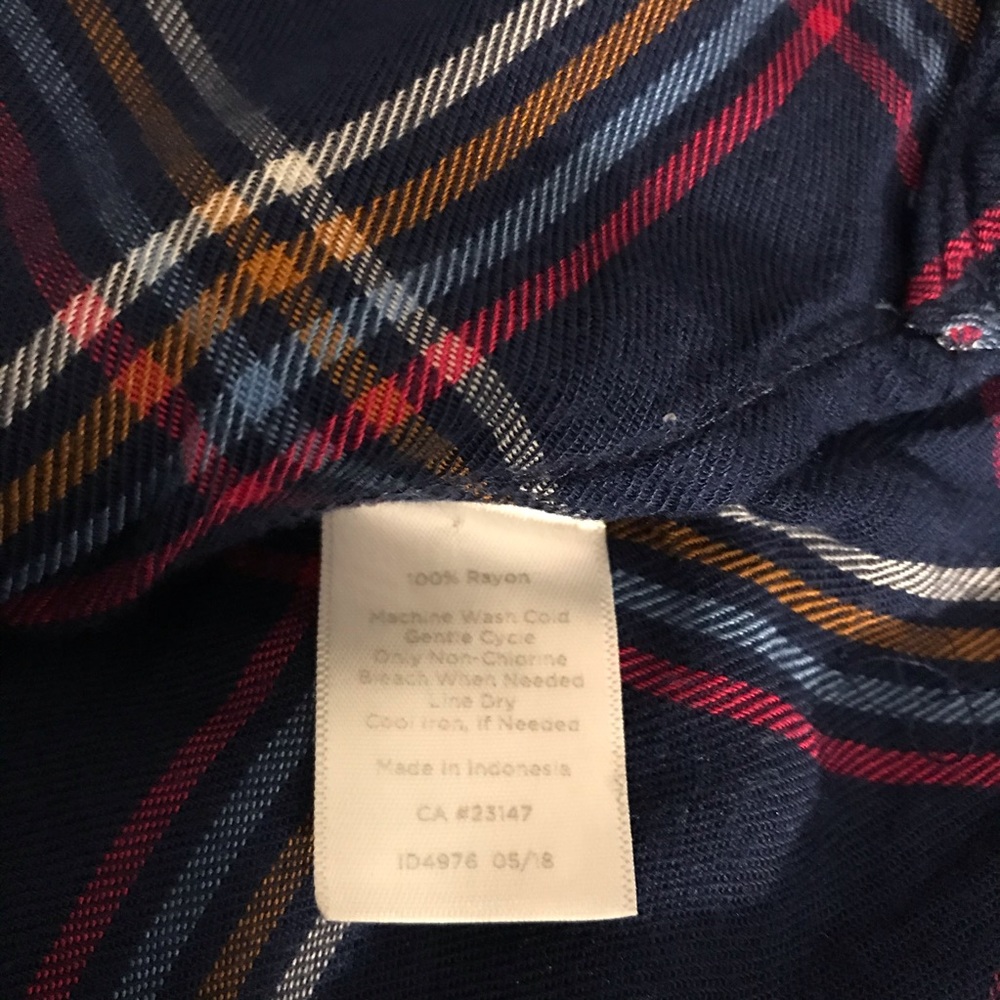 100% Rayon
Machine Wash Cold
Gentle Cycle
Only Non-Chlorine
Bleach When Needed
Line Dry
Cool Iron, If Needed
Made in Indonesia
CA #23147
ID4976 05/18